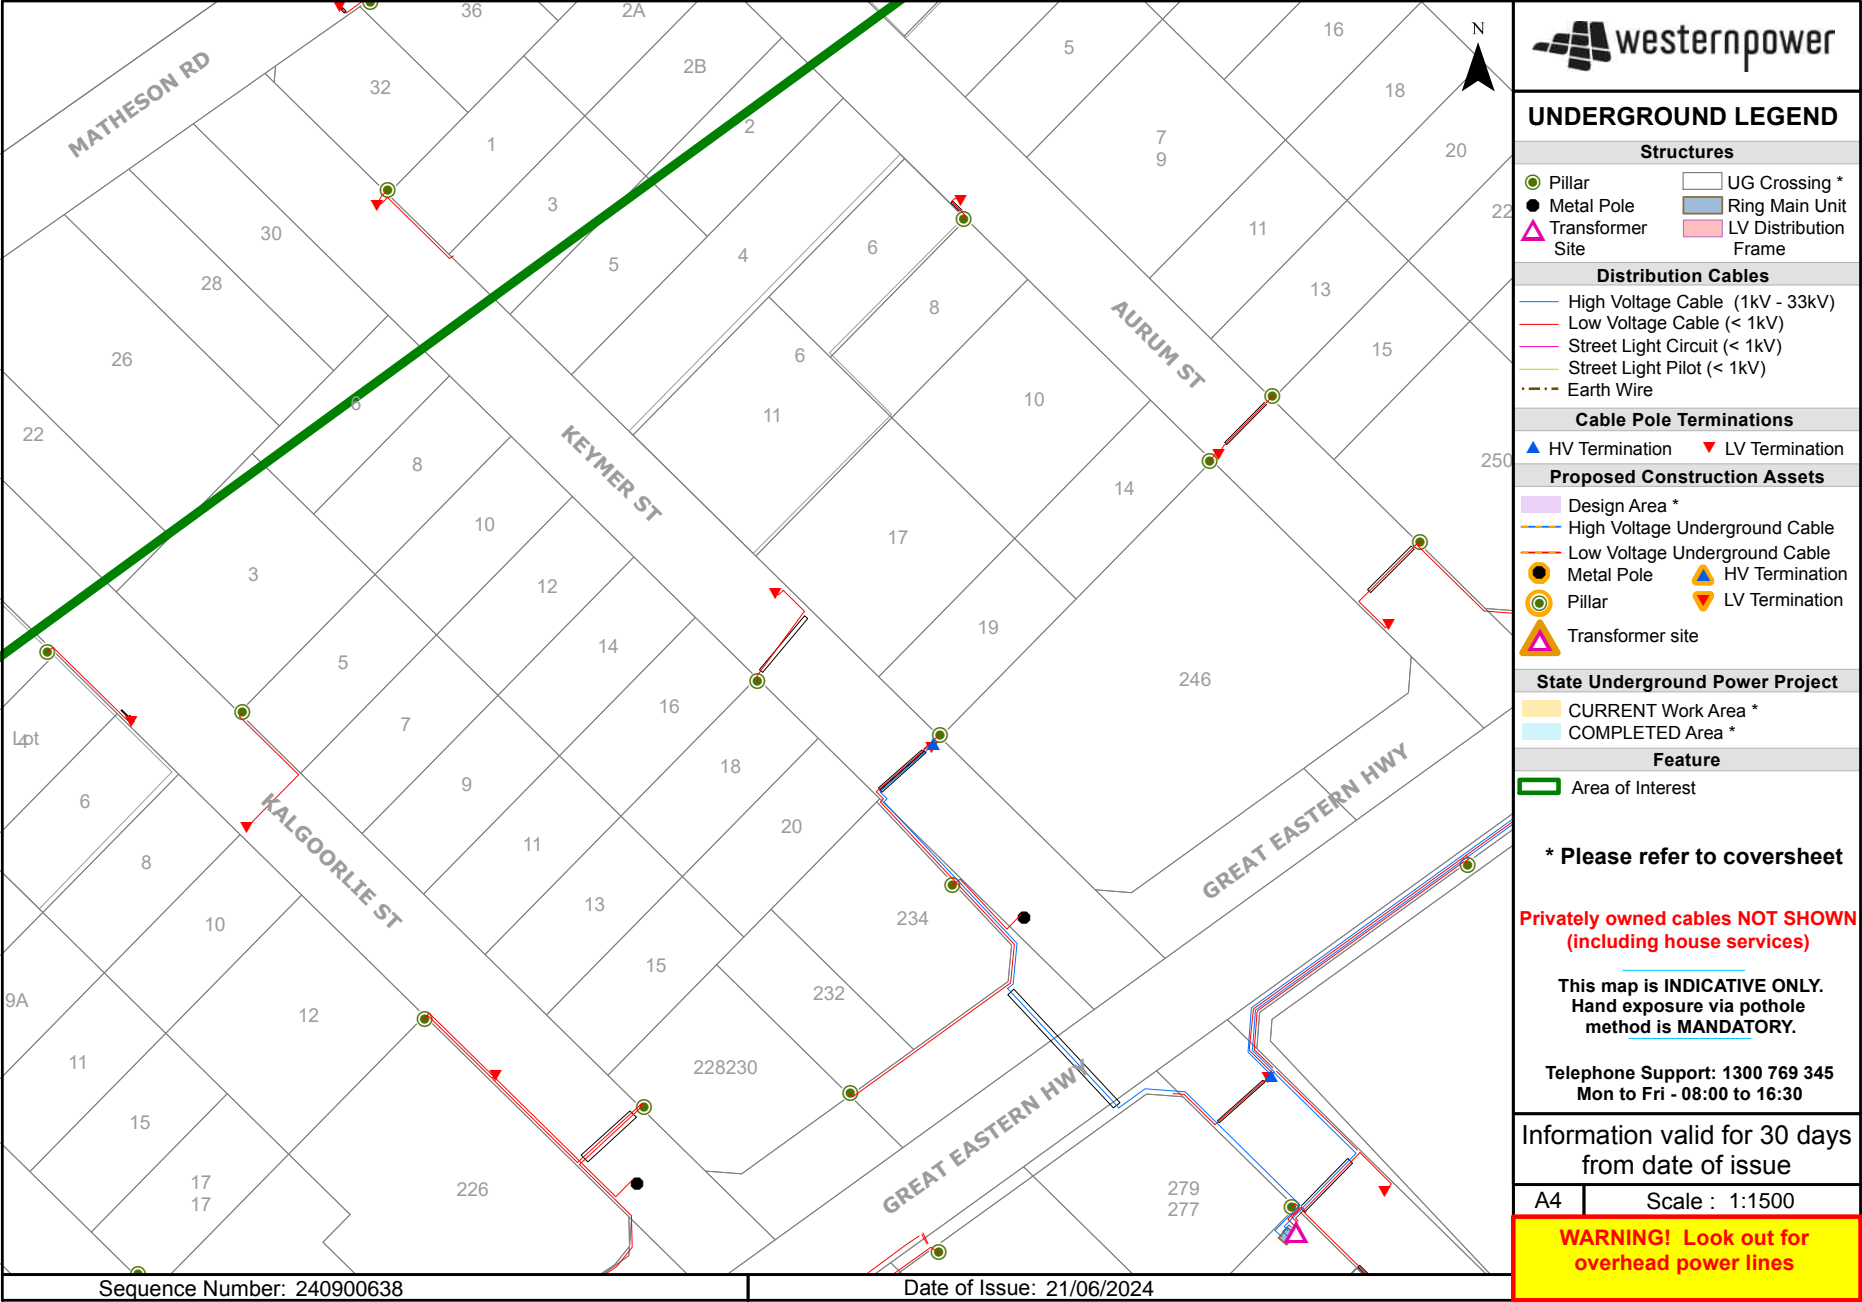 MATHESON RD
36
2A
2B
5
16
18
20
22
32
1
2
3
7
9
11
13
15
250
30
28
26
22
5
4
6
8
6
AURUM ST
6
8
10
11
KEYMER ST
10
14
17
19
246
3
12
14
16
18
20
5
7
9
11
13
15
Lot
4
6
8
10
12
KALGOORLIE ST
9A
11
15
17
17
226
228230
232
234
GREAT EASTERN HWY
GREAT EASTERN HWY
279
277
N
westernpower
UNDERGROUND LEGEND
Structures
Pillar
UG Crossing *
Metal Pole
Ring Main Unit
Transformer
Site
LV Distribution
Frame
Distribution Cables
High Voltage Cable (1kV - 33kV)
Low Voltage Cable (< 1kV)
Street Light Circuit (< 1kV)
Street Light Pilot (< 1kV)
Earth Wire
Cable Pole Terminations
HV Termination
LV Termination
Proposed Construction Assets
Design Area *
High Voltage Underground Cable
Low Voltage Underground Cable
Metal Pole
HV Termination
Pillar
LV Termination
Transformer site
State Underground Power Project
CURRENT Work Area *
COMPLETED Area *
Feature
Area of Interest
* Please refer to coversheet
Privately owned cables NOT SHOWN
(including house services)
This map is INDICATIVE ONLY.
Hand exposure via pothole
method is MANDATORY.
Telephone Support: 1300 769 345
Mon to Fri - 08:00 to 16:30
Information valid for 30 days
from date of issue
A4
Scale : 1:1500
WARNING! Look out for
overhead power lines
Sequence Number: 240900638
Date of Issue: 21/06/2024